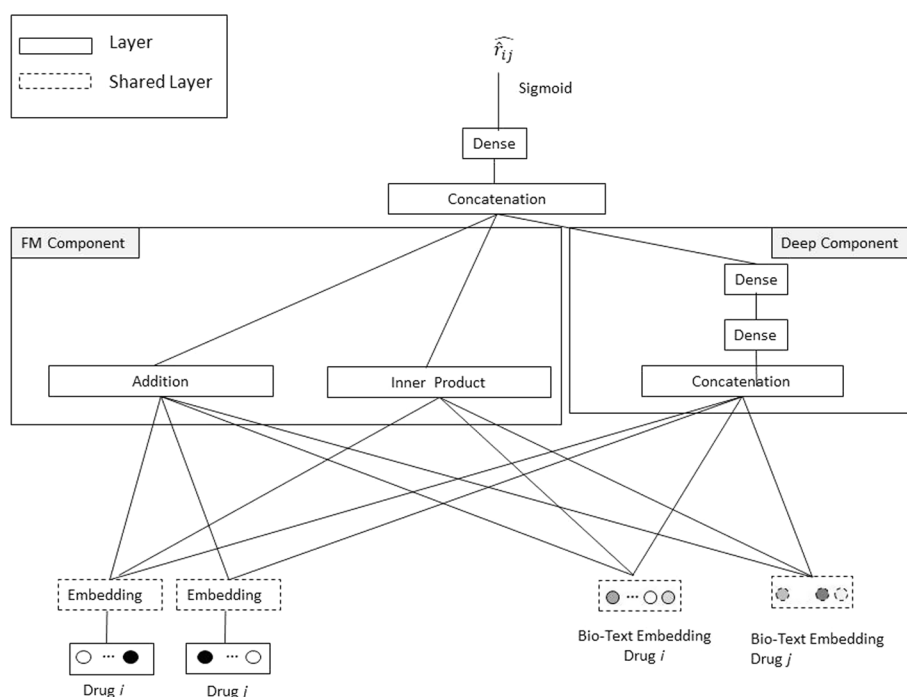 Layer
Shared Layer
r̂ij
Sigmoid
Dense
Concatenation
FM Component
Deep Component
Dense
Dense
Addition
Inner Product
Concatenation
Embedding
Embedding
...
...
...
Bio-Text Embedding
Drug i
Bio-Text Embedding
Drug j
Drug i
Drug j